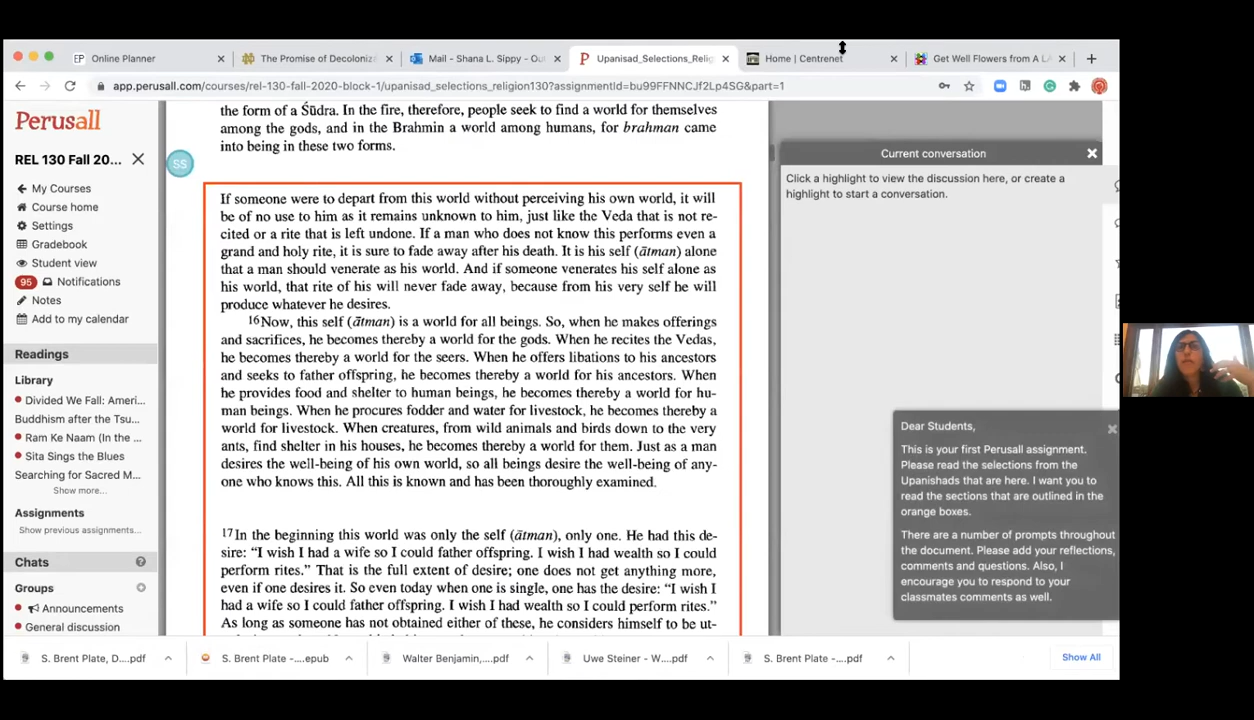 EP Online Planner
The Promise of Decoloniz
Mail - Shana L. Sippy - Ou
Upanisad_Selections_Relig
Home | Centrenet
Get Well Flowers from A L
app.perusall.com/courses/rel-130-fall-2020-block-1/upanisad_selections_religion130?assignmentId=bu99FFNNCJf2Lp4SG&part=1
Perusall
REL 130 Fall 20...
My Courses
Course home
Settings
Gradebook
Student view
95 Notifications
Notes
Add to my calendar
Readings
Library
Divided We Fall: Ameri...
Buddhism after the Tsu...
Ram Ke Naam (In the ...
Sita Sings the Blues
Searching for Sacred M...
Show more...
Assignments
Show previous assignments...
Chats
Groups
Announcements
General discussion
SS
the form of a Śūdra. In the fire, therefore, people seek to find a world for themselves
among the gods, and in the Brahmin a world among humans, for brahman came
into being in these two forms.
If someone were to depart from this world without perceiving his own world, it will
be of no use to him as it remains unknown to him, just like the Veda that is not re-
cited or a rite that is left undone. If a man who does not know this performs even a
grand and holy rite, it is sure to fade away after his death. It is his self (ātman) alone
that a man should venerate as his world. And if someone venerates his self alone as
his world, that rite of his will never fade away, because from his very self he will
produce whatever he desires.
16Now, this self (ātman) is a world for all beings. So, when he makes offerings
and sacrifices, he becomes thereby a world for the gods. When he recites the Vedas,
he becomes thereby a world for the seers. When he offers libations to his ancestors
and seeks to father offspring, he becomes thereby a world for his ancestors. When
he provides food and shelter to human beings, he becomes thereby a world for hu-
man beings. When he procures fodder and water for livestock, he becomes thereby a
world for livestock. When creatures, from wild animals and birds down to the very
ants, find shelter in his houses, he becomes thereby a world for them. Just as a man
desires the well-being of his own world, so all beings desire the well-being of any-
one who knows this. All this is known and has been thoroughly examined.
17In the beginning this world was only the self (ātman), only one. He had this de-
sire: "I wish I had a wife so I could father offspring. I wish I had wealth so I could
perform rites." That is the full extent of desire; one does not get anything more,
even if one desires it. So even today when one is single, one has the desire: "I wish I
had a wife so I could father offspring. I wish I had wealth so I could perform rites."
As long as someone has not obtained either of these, he considers himself to be ut-
Current conversation
Click a highlight to view the discussion here, or create a
highlight to start a conversation.
Dear Students,
This is your first Perusall assignment.
Please read the selections from the
Upanishads that are here. I want you to
read the sections that are outlined in the
orange boxes.
There are a number of prompts throughout
the document. Please add your reflections,
comments and questions. Also, I
encourage you to respond to your
classmates comments as well.
S. Brent Plate, D....pdf
S. Brent Plate -....epub
Walter Benjamin,....pdf
Uwe Steiner - W....pdf
S. Brent Plate -....pdf
Show All